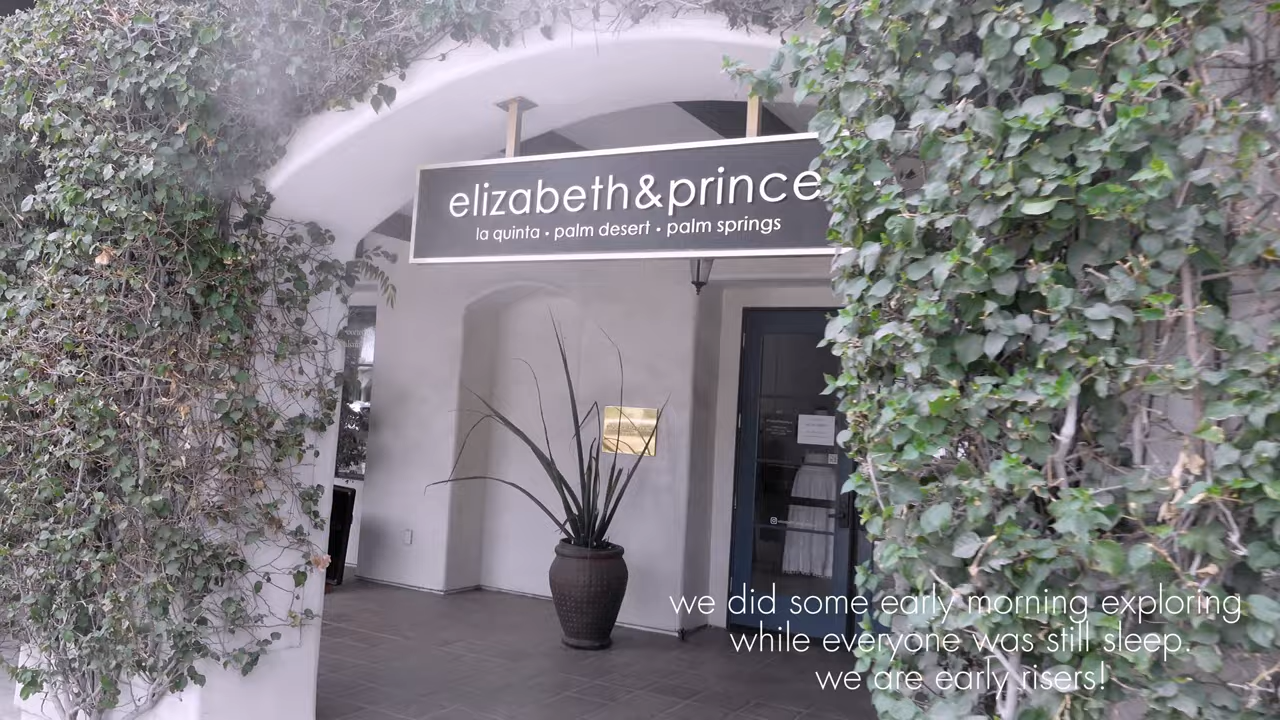 elizabeth&prince
la quinta • palm desert • palm springs
we did some early morning exploring
while everyone was still sleep.
we are early risers!